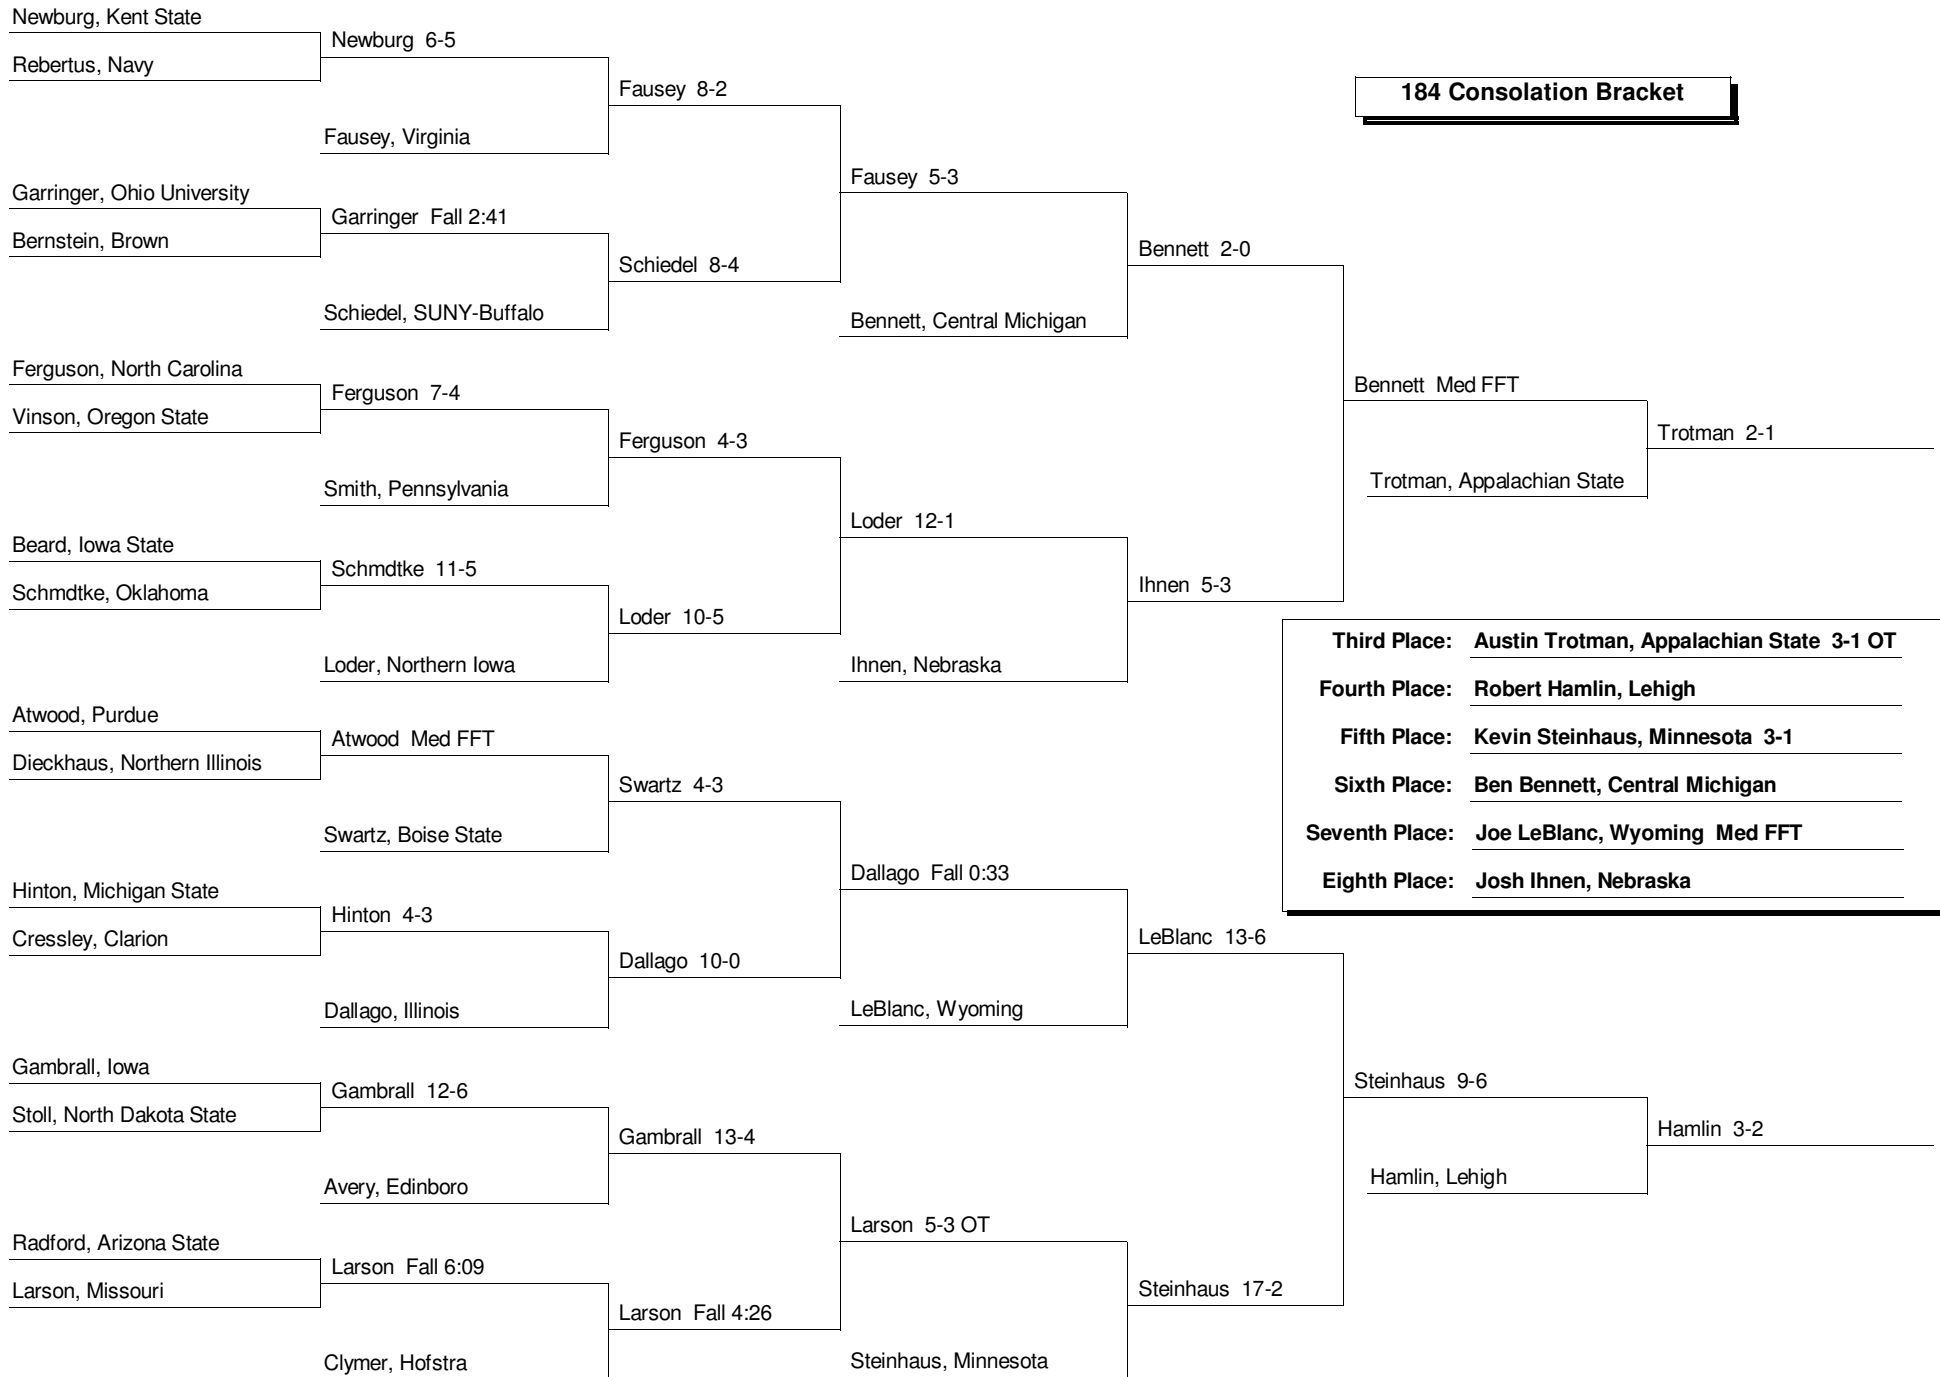 Newburg, Kent State
Newburg 6-5
Rebertus, Navy
Fausey 8-2
184 Consolation Bracket
Fausey, Virginia
Fausey 5-3
Garringer, Ohio University
Garringer Fall 2:41
Bernstein, Brown
Bennett 2-0
Schiedel 8-4
Schiedel, SUNY-Buffalo
Bennett, Central Michigan
Ferguson, North Carolina
Bennett Med FFT
Ferguson 7-4
Vinson, Oregon State
Trotman 2-1
Ferguson 4-3
Trotman, Appalachian State
Smith, Pennsylvania
Loder 12-1
Beard, Iowa State
Schmdtke 11-5
Ihnen 5-3
Schmdtke, Oklahoma
Loder 10-5
Third Place: Austin Trotman, Appalachian State 3-1 OT
Loder, Northern Iowa
Ihnen, Nebraska
Fourth Place: Robert Hamlin, Lehigh
Atwood, Purdue
Atwood Med FFT
Fifth Place: Kevin Steinhaus, Minnesota 3-1
Dieckhaus, Northern Illinois
Swartz 4-3
Sixth Place: Ben Bennett, Central Michigan
Swartz, Boise State
Seventh Place: Joe LeBlanc, Wyoming Med FFT
Dallago Fall 0:33
Eighth Place: Josh Ihnen, Nebraska
Hinton, Michigan State
Hinton 4-3
Cressley, Clarion
LeBlanc 13-6
Dallago 10-0
Dallago, Illinois
LeBlanc, Wyoming
Gambrall, Iowa
Steinhaus 9-6
Gambrall 12-6
Stoll, North Dakota State
Hamlin 3-2
Gambrall 13-4
Hamlin, Lehigh
Avery, Edinboro
Larson 5-3 OT
Radford, Arizona State
Larson Fall 6:09
Larson, Missouri
Steinhaus 17-2
Larson Fall 4:26
Clymer, Hofstra
Steinhaus, Minnesota